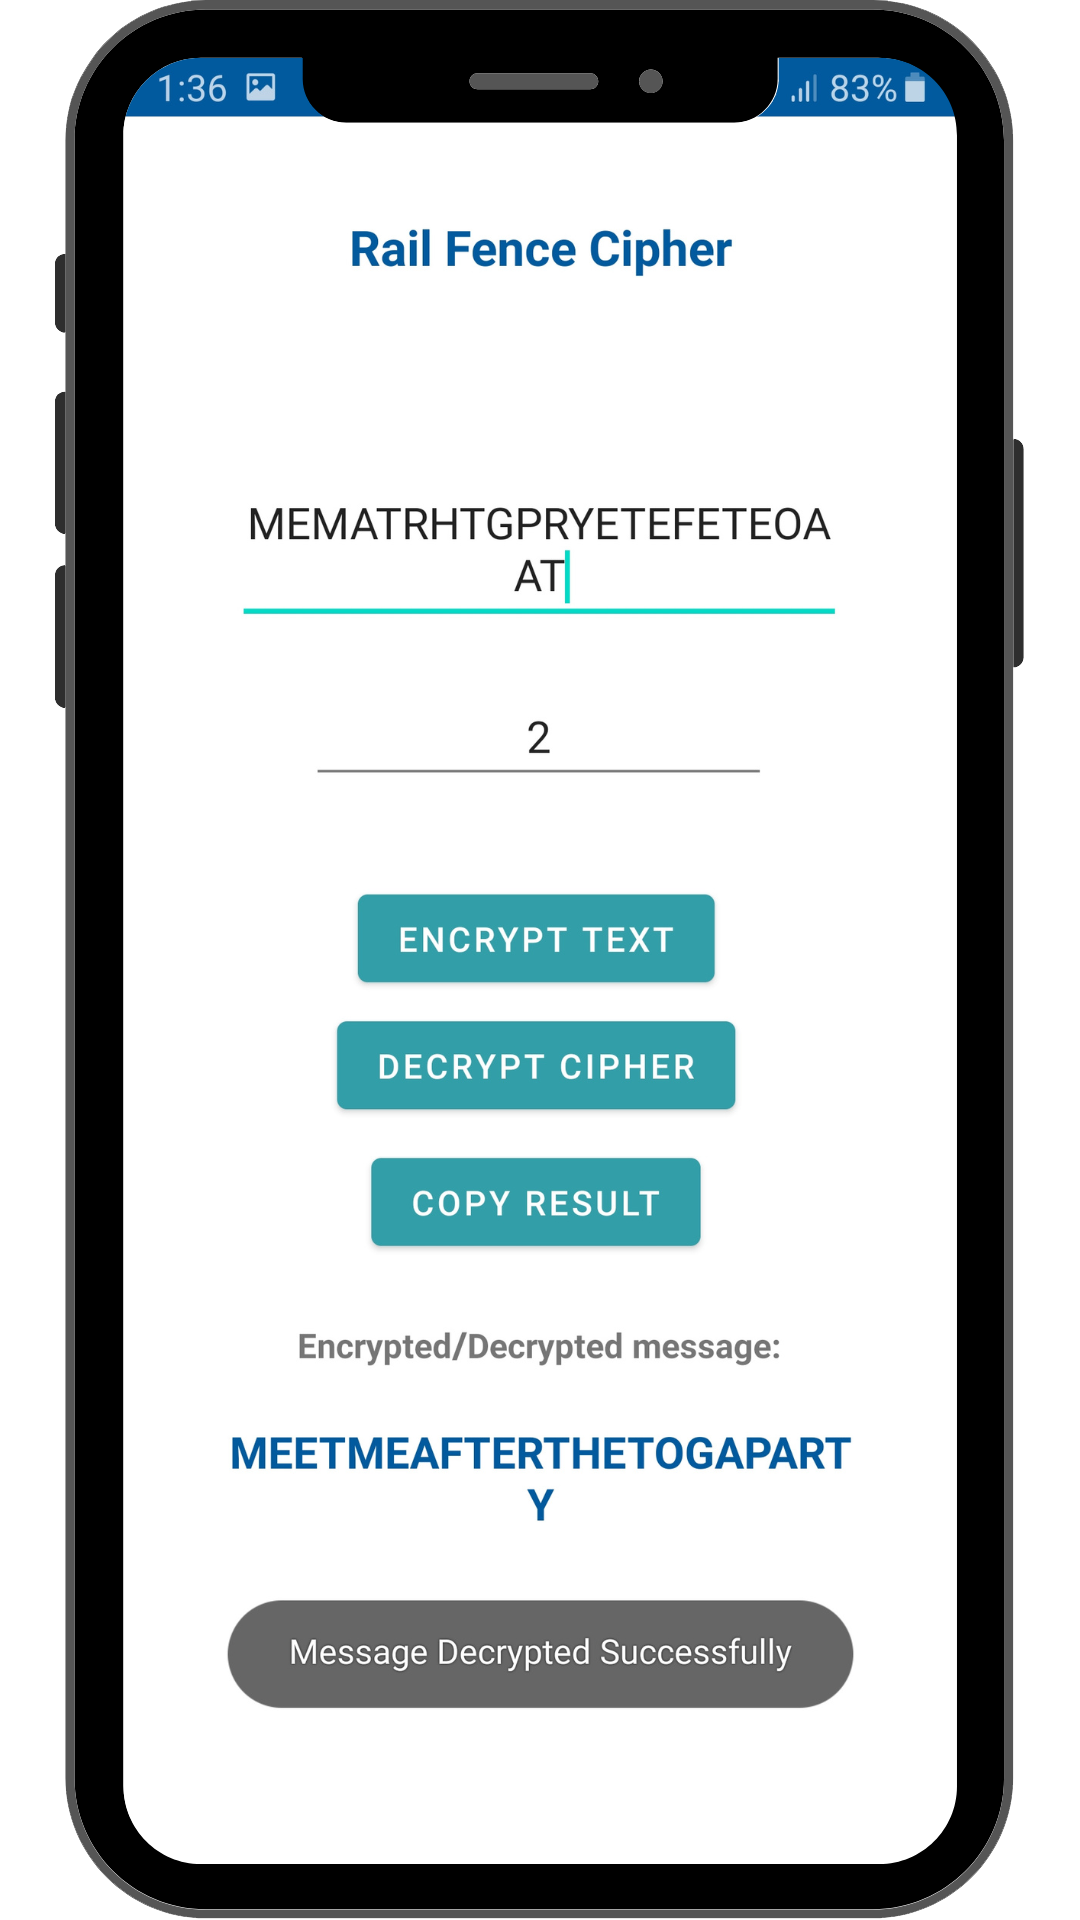 1:36
83%
Rail Fence Cipher
MEMATRHTGPRYETEFETEOA
AT
2
ENCRYPT TEXT
DECRYPT CIPHER
COPY RESULT
Encrypted/Decrypted message:
MEETMEAFTERTHETOGAPART
Y
Message Decrypted Successfully